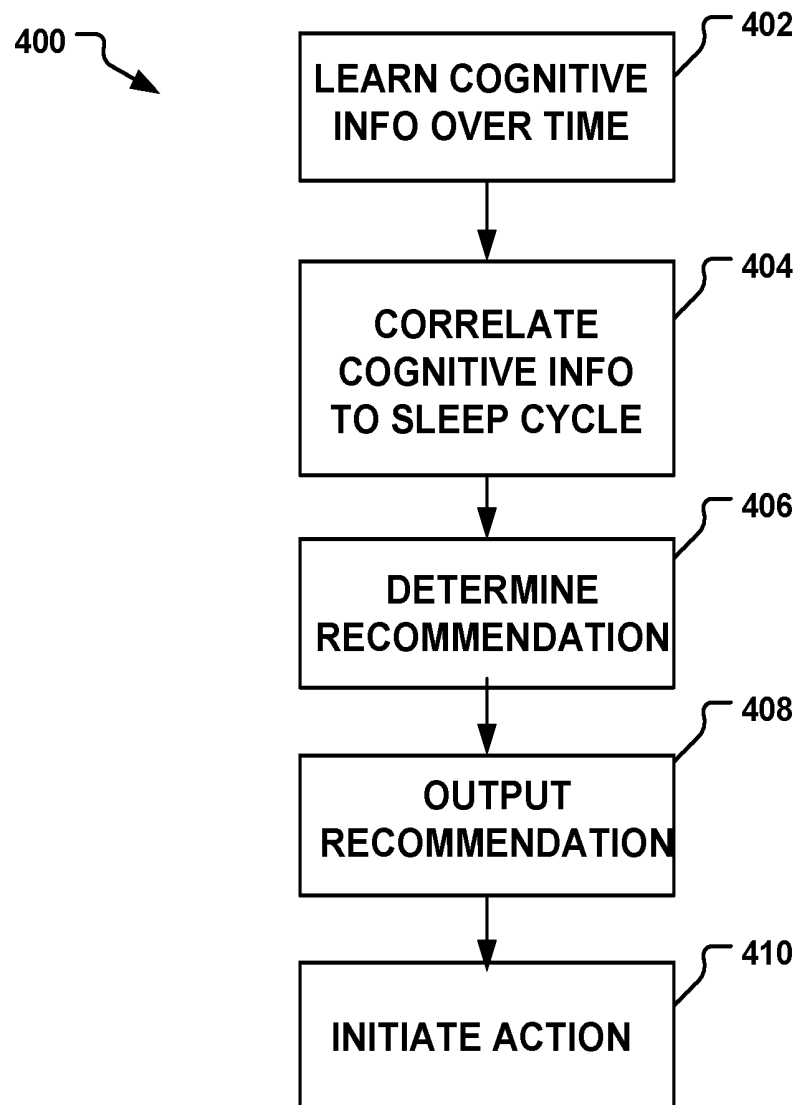 400
402
LEARN COGNITIVE
INFO OVER TIME
404
CORRELATE
COGNITIVE INFO
TO SLEEP CYCLE
406
DETERMINE
RECOMMENDATION
408
OUTPUT
RECOMMENDATION
410
INITIATE ACTION